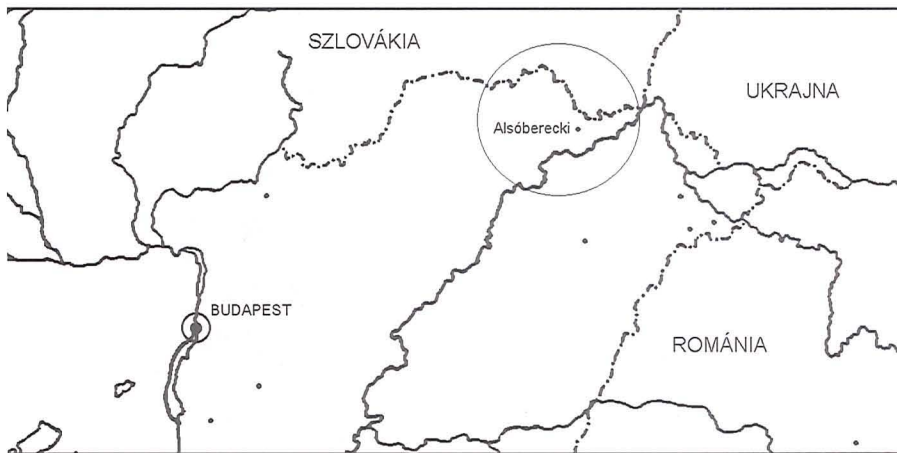 SZLOVÁKIA
UKRAJNA
Alsóberecki
BUDAPEST
ROMÁNIA